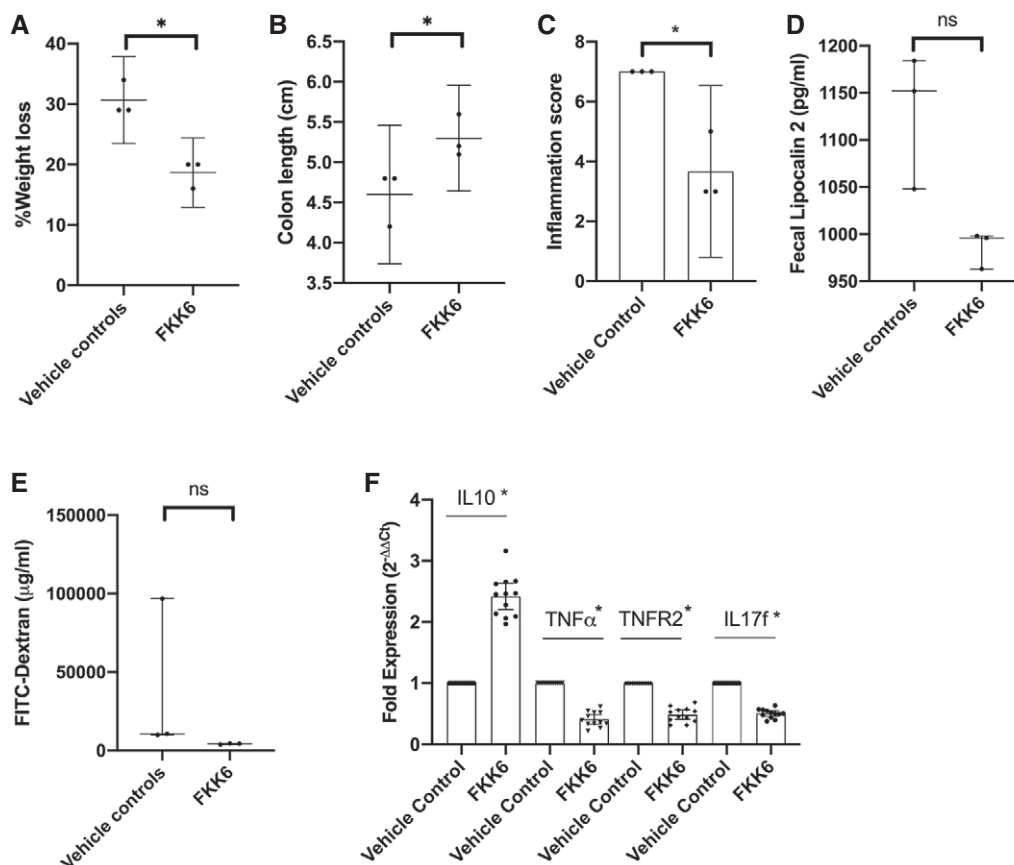 A
*
%Weight loss
40
30
20
10
0
Vehicle controls
FKK6
B
*
Colon length (cm)
6.5
6.0
5.5
5.0
4.5
4.0
3.5
Vehicle controls
FKK6
C
*
Inflammation score
8
6
4
2
0
Vehicle Control
FKK6
D
ns
Fecal Lipocalin 2 (pg/ml)
1200
1150
1100
1050
1000
950
Vehicle controls
FKK6
E
ns
FITC-Dextran (μg/ml)
150000
100000
50000
0
Vehicle controls
FKK6
F
Fold Expression (2-ΔΔCt)
4
3
2
1
0
IL10 *
TNFα*
TNFR2*
IL17f *
Vehicle Control
FKK6
Vehicle Control
FKK6
Vehicle Control
FKK6
Vehicle Control
FKK6